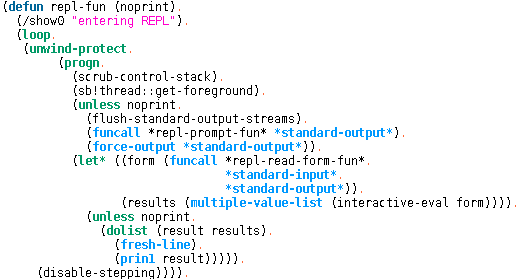 (defun repl-fun (noprint).
(/show0 "entering REPL").
(loop.
(unwind-protect.
(progn.
(scrub-control-stack).
(sb!thread::get-foreground).
(unless noprint.
(flush-standard-output-streams).
(funcall *repl-prompt-fun* *standard-output*).
(force-output *standard-output*)).
(let* ((form (funcall *repl-read-form-fun*.
*standard-input*.
*standard-output*)).
(results (multiple-value-list (interactive-eval form)))).
(unless noprint.
(dolist (result results).
(fresh-line).
(prin1 result))))).
(disable-stepping)))).